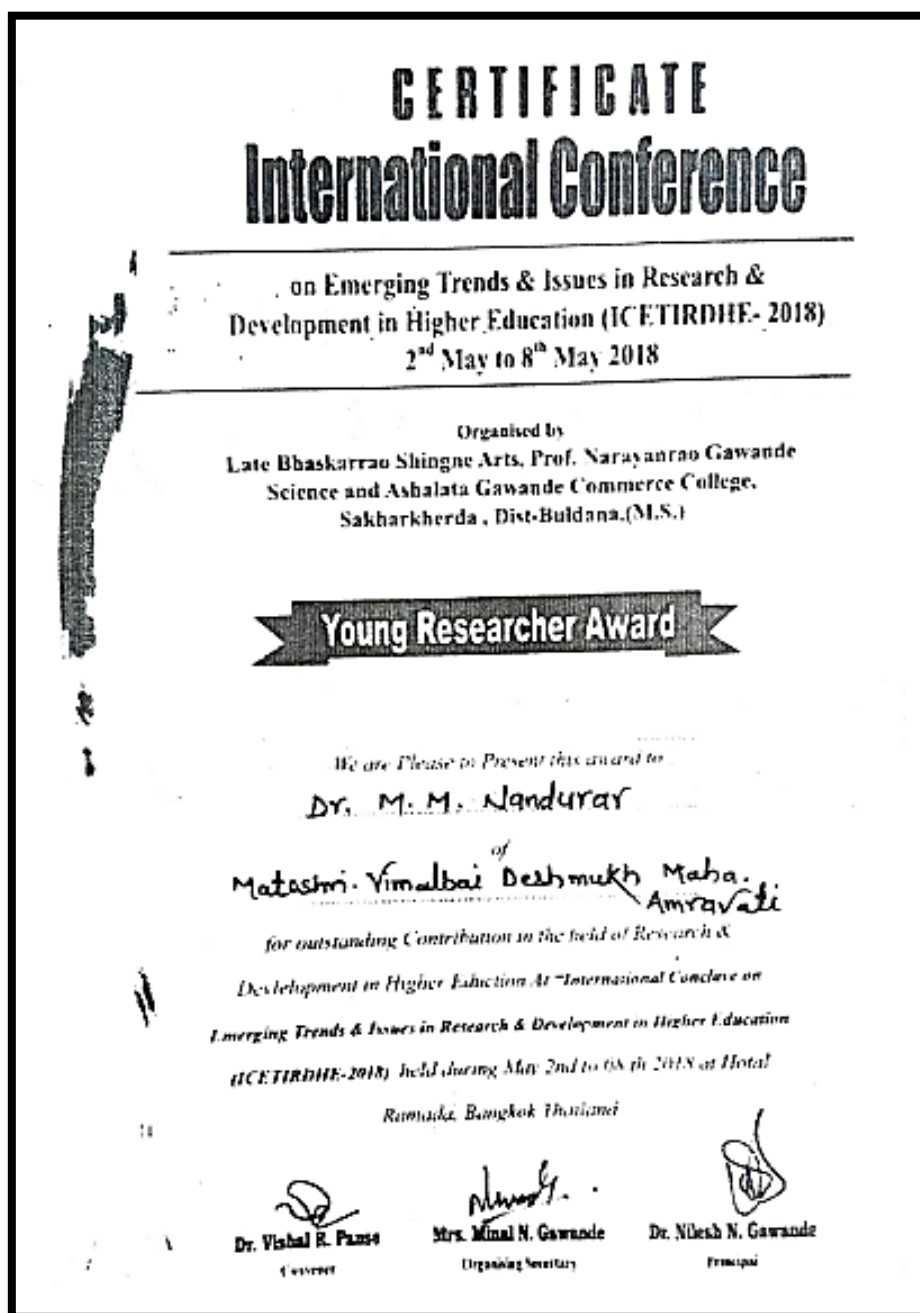 CERTIFICATE
International Conference
on Emerging Trends & Issues in Research &
Development in Higher Education (ICETIRDHE- 2018)
2nd May to 8th May 2018
Organised by
Late Bhaskarrao Shingne Arts, Prof. Narayanrao Gawande
Science and Ashalata Gawande Commerce College,
Sakharkherda , Dist-Buldana.(M.S.)
Young Researcher Award
We are Please to Present this award to
Dr. M. M. Nandurar
of
Matoshri. Vimalbai Deshmukh Maha.
Amravati
for outstanding Contribution in the field of Research &
in Higher At "International Conclave on
Emerging Trends & Issues in Research & Development in Higher Education
(ICETIRDHE-2018) held during May 2nd to 08th 2018 at Hotal
Ramada, Bangkok Thailand
Dr. Vishal R. Panse
Mrs. Minal N. Gawande
Dr. Nilesh N. Gawande
Convener
Organising Secretary
Principal